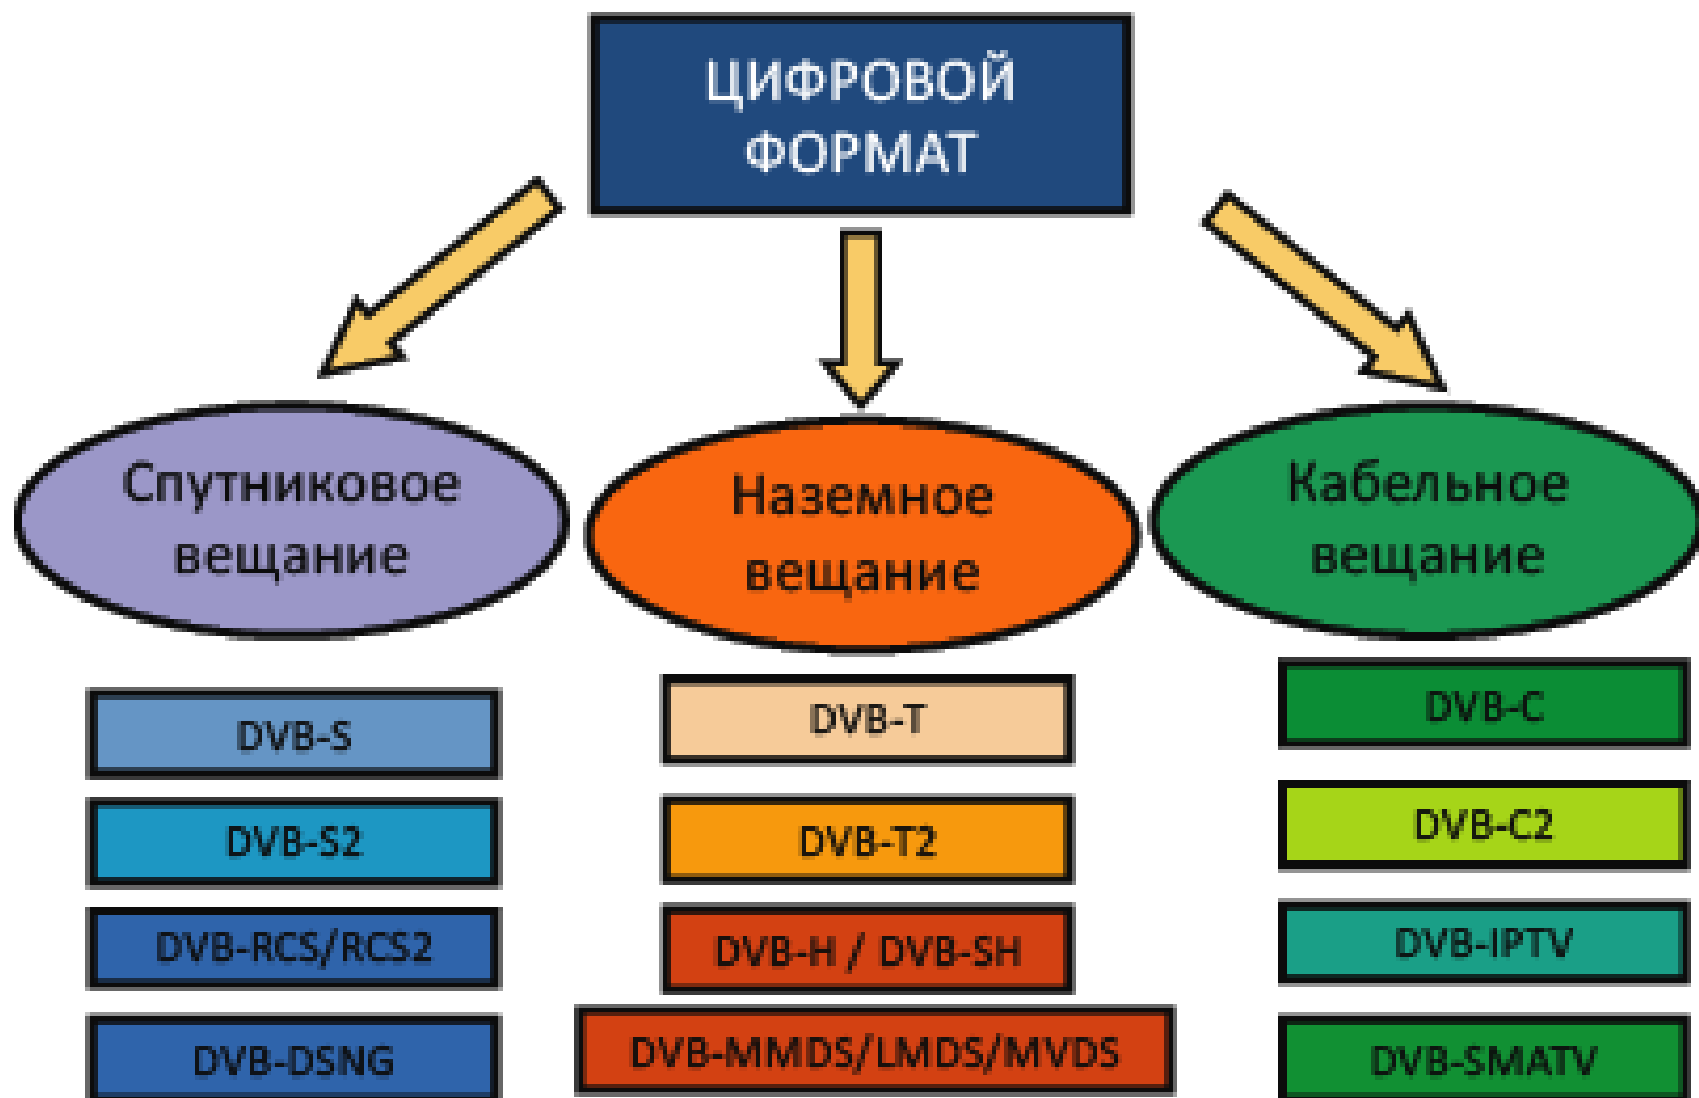 ЦИФРОВОЙ
ФОРМАТ
Спутниковое
вещание
Наземное
вещание
Кабельное
вещание
DVB-S
DVB-S2
DVB-RCS/RCS2
DVB-DSNG
DVB-T
DVB-T2
DVB-H / DVB-SH
DVB-MMDS/LMDS/MVDS
DVB-C
DVB-C2
DVB-IPTV
DVB-SMATV